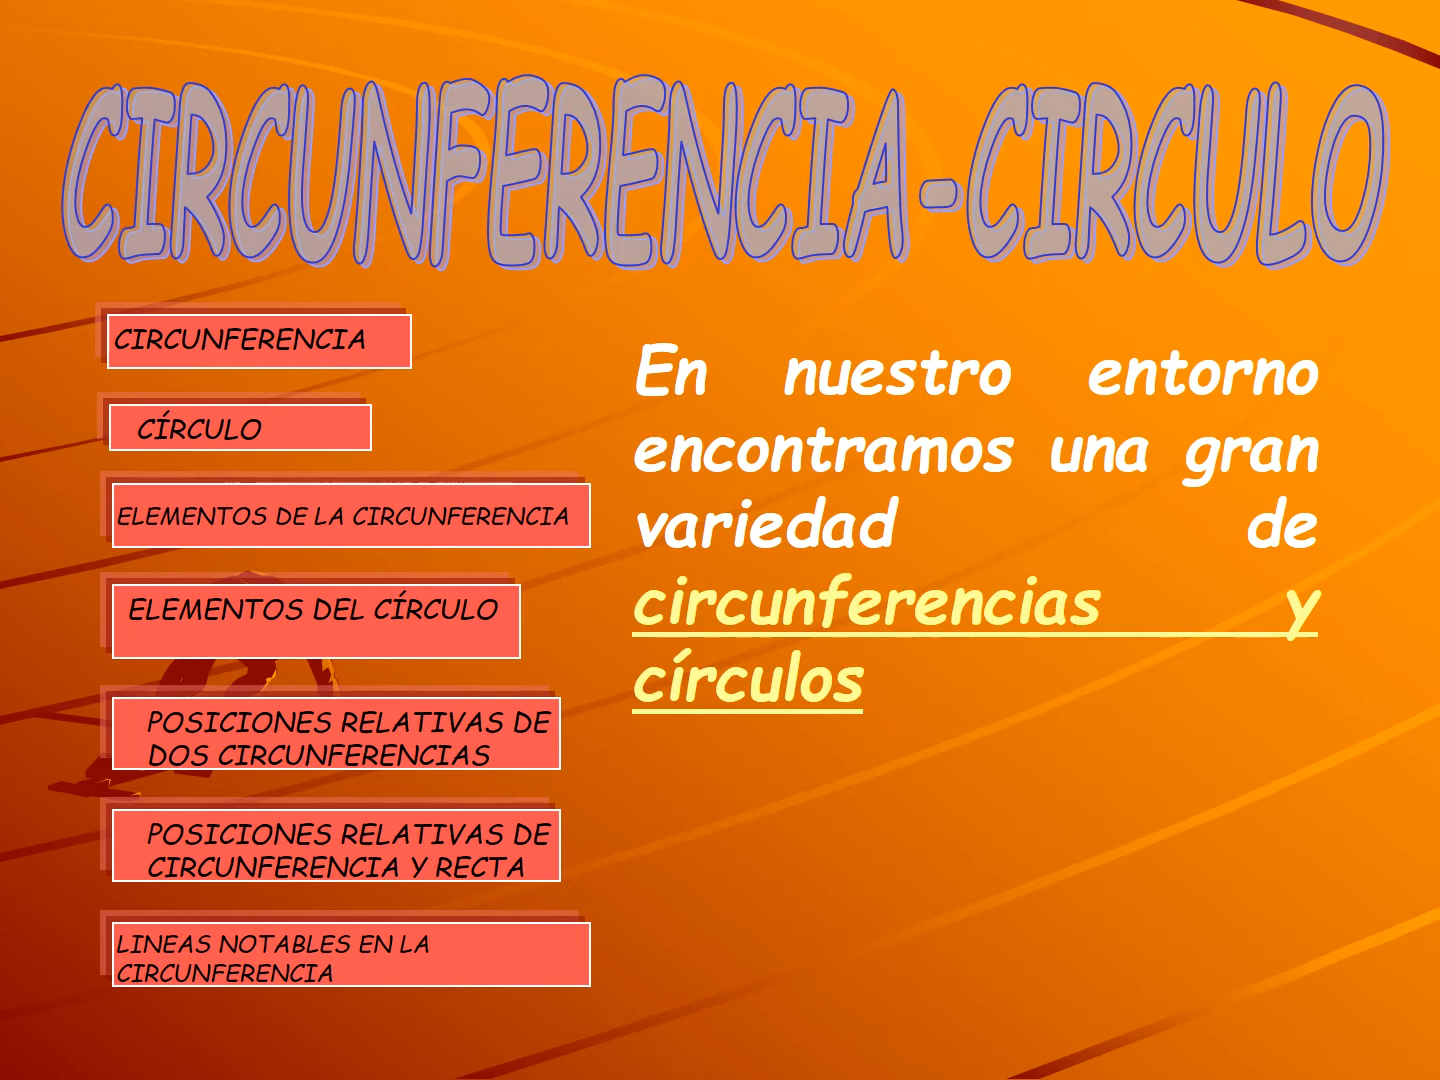 CIRCUNFERENCIA-CIRCULO
CIRCUNFERENCIA
CÍRCULO
ELEMENTOS DE LA CIRCUNFERENCIA
ELEMENTOS DEL CÍRCULO
POSICIONES RELATIVAS DE
DOS CIRCUNFERENCIAS
POSICIONES RELATIVAS DE
CIRCUNFERENCIA Y RECTA
LINEAS NOTABLES EN LA
CIRCUNFERENCIA
En nuestro entorno
encontramos una gran
variedad de
circunferencias y
círculos